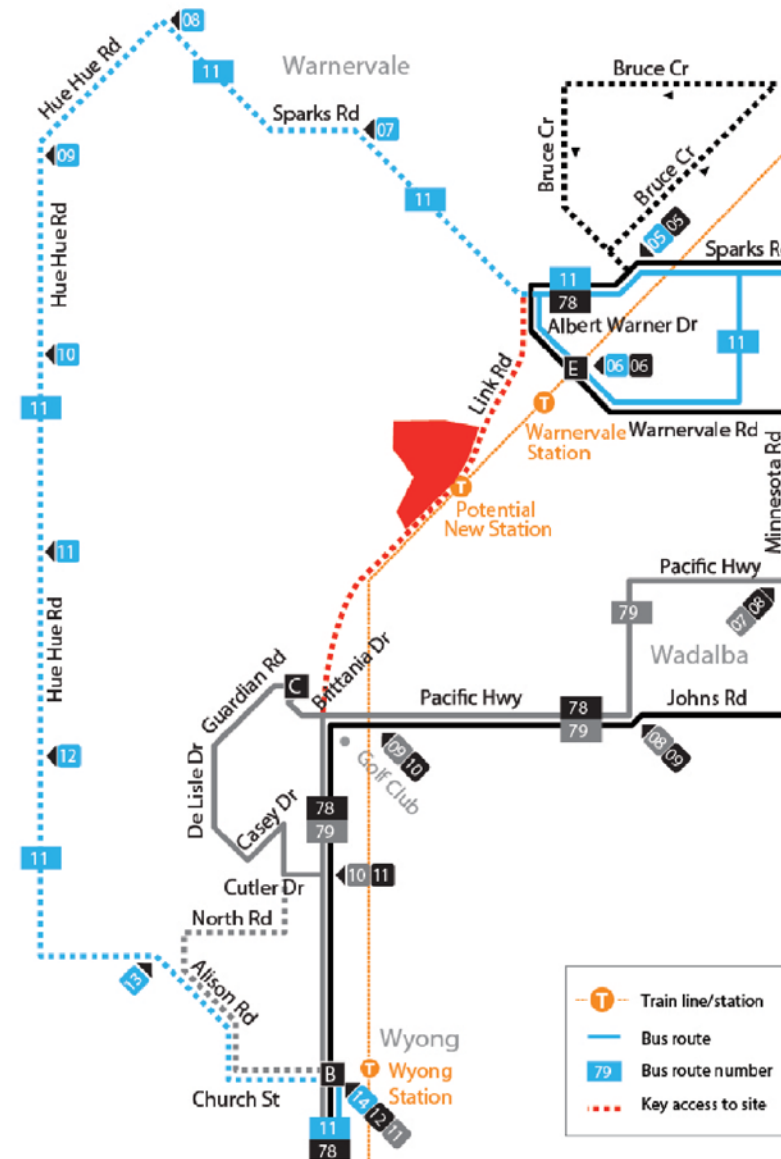 08
Hue Hue Rd
11
Warnervale
Bruce Cr
Sparks Rd
07
09
Bruce Cr
Bruce Cr
11
Hue Hue Rd
05 05
Sparks R
11
78
Albert Warner Dr
11
10
E
06 06
Link Rd
11
T
Warnervale
Station
Warnervale Rd
T
Potential
New Station
Minnesota Rd
11
Pacific Hwy
79
07 08
Hue Hue Rd
Wadalba
Guardian Rd
C
Brittania Dr
Pacific Hwy
78
79
Johns Rd
12
De Lisle Dr
Golf Club
09 10
08 09
Casey Dr
78
79
11
Cutler Dr
10 11
North Rd
Alison Rd
13
Wyong
B
T
Wyong
Station
Church St
14 12 11
11
78
T Train line/station
Bus route
79 Bus route number
Key access to site